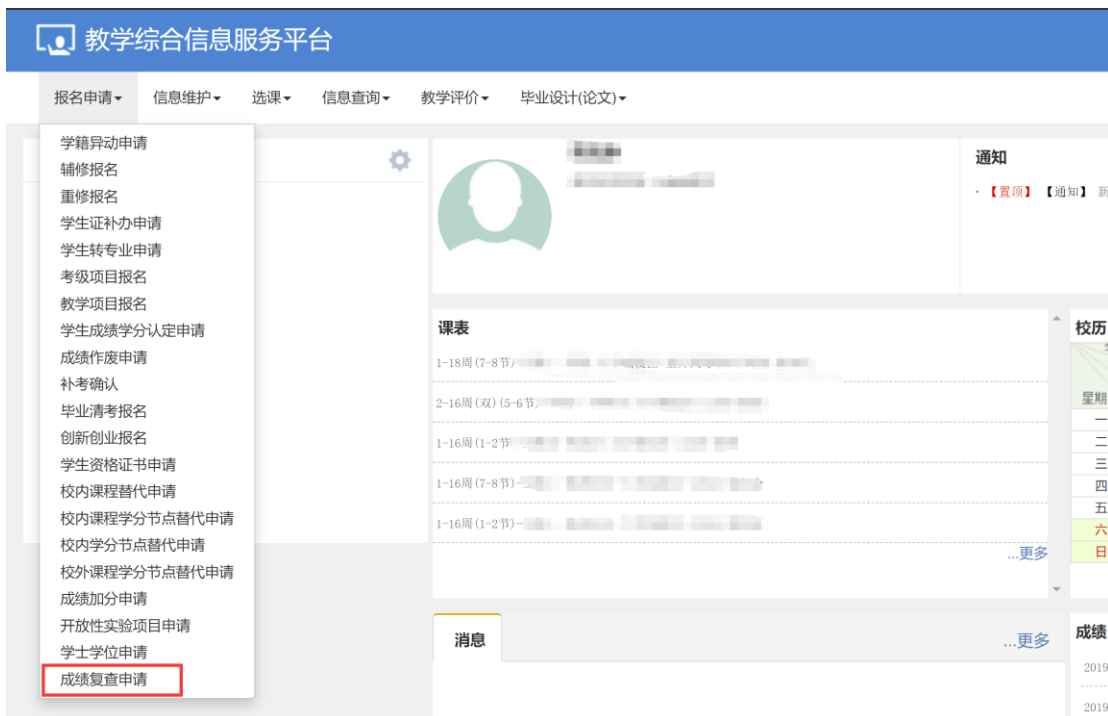 教学综合信息服务平台
报名申请 信息维护 选课 信息查询 教学评价 毕业设计(论文)
学籍异动申请
辅修报名
重修报名
学生证补办申请
学生转专业申请
考级项目报名
教学项目报名
学生成绩学分认定申请
成绩作废申请
补考确认
毕业清考报名
创新创业报名
学生资格证书申请
校内课程替代申请
校内课程学分节点替代申请
校内学分节点替代申请
校外课程学分节点替代申请
成绩加分申请
开放性实验项目申请
学士学位申请
成绩复查申请
通知
【置顶】【通知】新
课表
1-18周(7-8节)
2-16周(双)(5-6节)
1-16周(1-2节)
1-16周(7-8节)-
1-16周(1-2节)-
...更多
校历
星期
一
二
三
四
五
六
日
消息
...更多
成绩
2019
2019